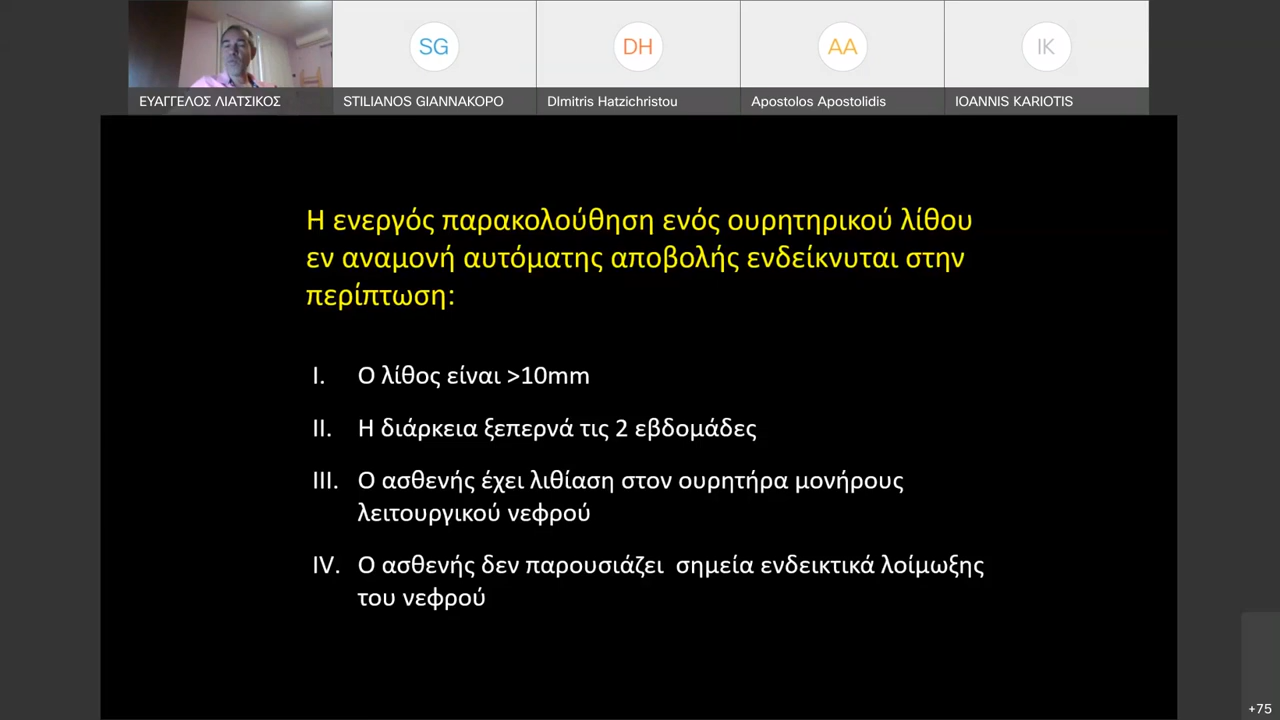 SG
DH
AA
IK
ΕΥΑΓΓΕΛΟΣ ΛΙΑΤΣΙΚΟΣ
STILIANOS GIANNAKOPO
DImitris Hatzichristou
Apostolos Apostolidis
IOANNIS KARIOTIS
Η ενεργός παρακολούθηση ενός ουρητηρικού λίθου
εν αναμονή αυτόματης αποβολής ενδείκνυται στην
περίπτωση:
I. Ο λίθος είναι >10mm
II. Η διάρκεια ξεπερνά τις 2 εβδομάδες
III. Ο ασθενής έχει λιθίαση στον ουρητήρα μονήρους
λειτουργικού νεφρού
IV. Ο ασθενής δεν παρουσιάζει σημεία ενδεικτικά λοίμωξης
του νεφρού
+75